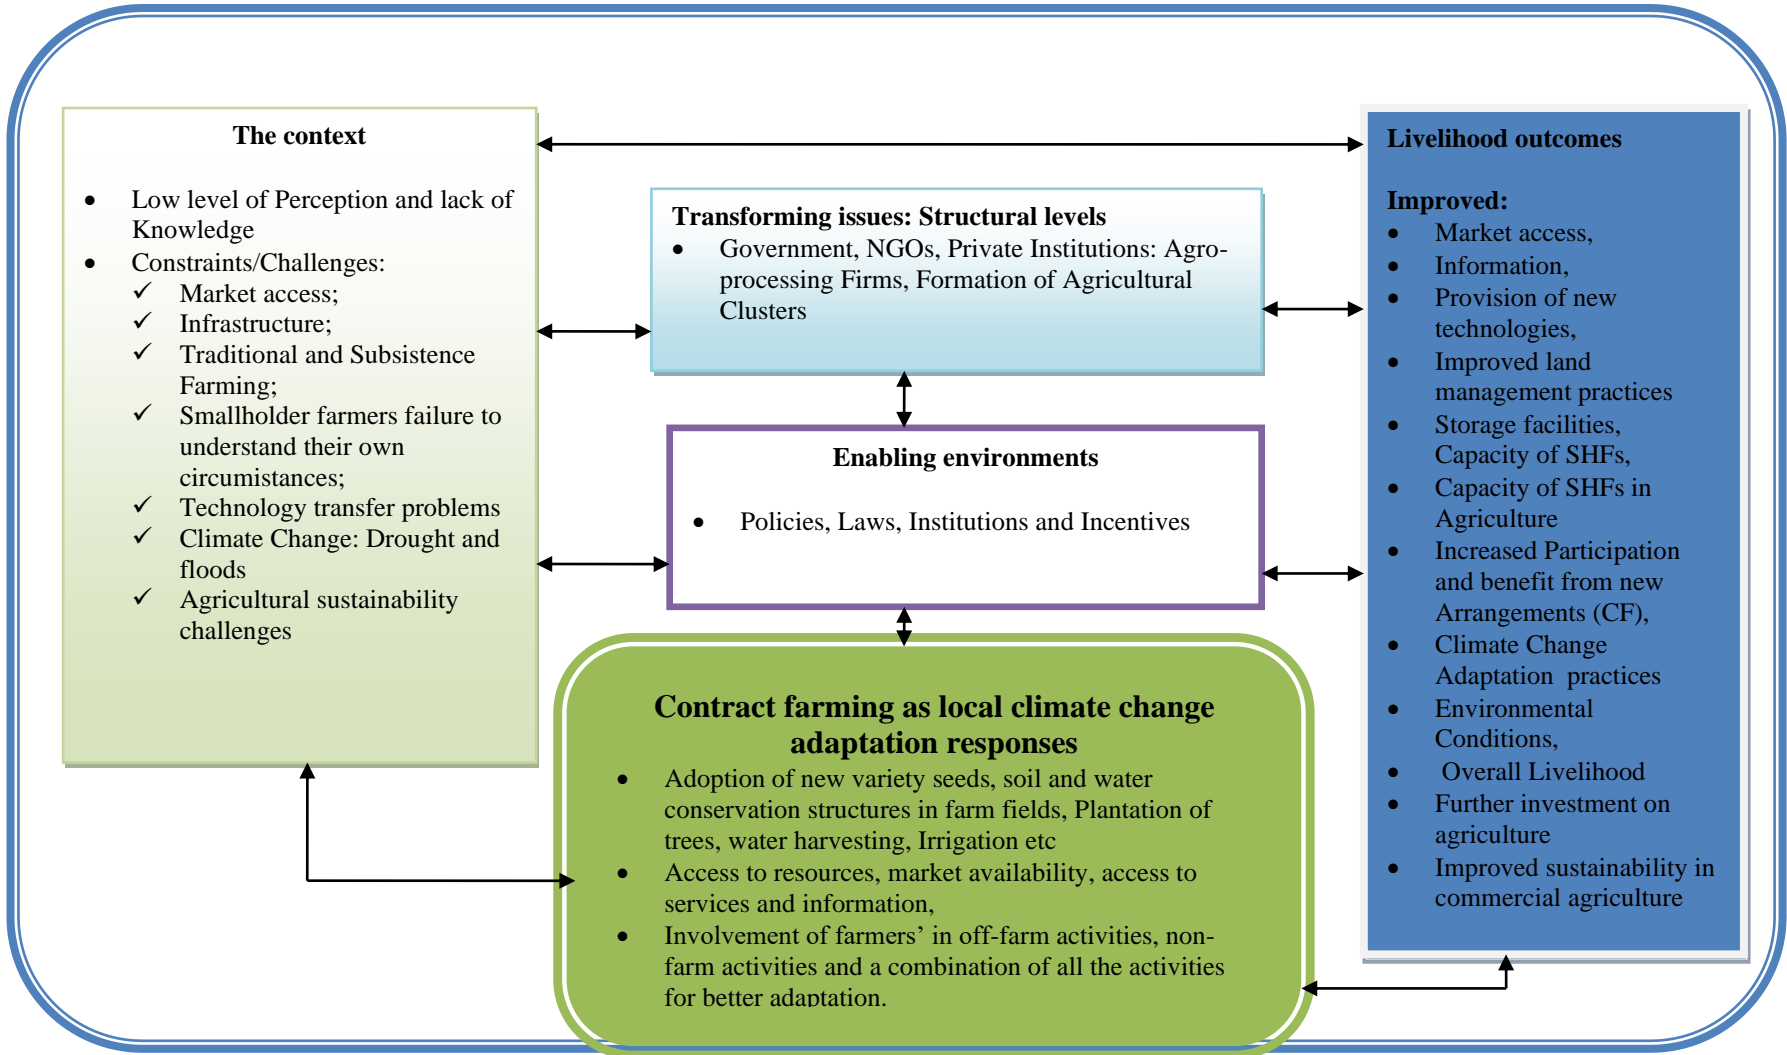 The context
• Low level of Perception and lack of
Knowledge
• Constraints/Challenges:
✓ Market access;
✓ Infrastructure;
✓ Traditional and Subsistence
Farming;
✓ Smallholder farmers failure to
understand their own
circumistances;
✓ Technology transfer problems
✓ Climate Change: Drought and
floods
✓ Agricultural sustainability
challenges
Transforming issues: Structural levels
• Government, NGOs, Private Institutions: Agro-
processing Firms, Formation of Agricultural
Clusters
Enabling environments
• Policies, Laws, Institutions and Incentives
Contract farming as local climate change
adaptation responses
• Adoption of new variety seeds, soil and water
conservation structures in farm fields, Plantation of
trees, water harvesting, Irrigation etc
• Access to resources, market availability, access to
services and information,
• Involvement of farmers’ in off-farm activities, non-
farm activities and a combination of all the activities
for better adaptation.
Livelihood outcomes
Improved:
• Market access,
• Information,
• Provision of new
technologies,
• Improved land
management practices
• Storage facilities,
Capacity of SHFs,
• Capacity of SHFs in
Agriculture
• Increased Participation
and benefit from new
Arrangements (CF),
• Climate Change
Adaptation practices
• Environmental
Conditions,
• Overall Livelihood
• Further investment on
agriculture
• Improved sustainability in
commercial agriculture